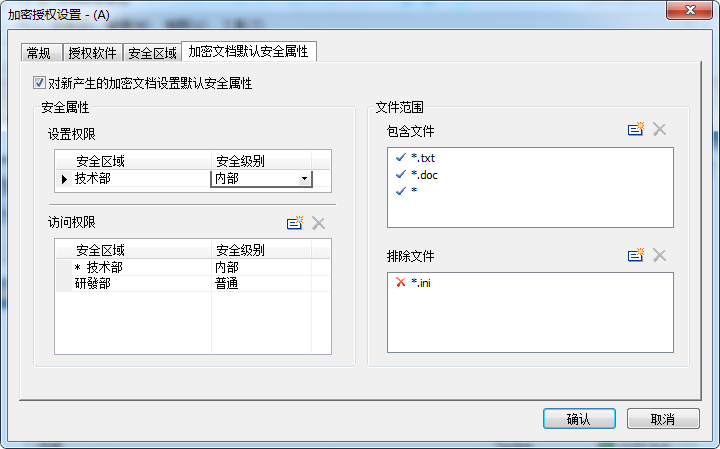 加密授权设置 - (A)
常规 授权软件 安全区域 加密文档默认安全属性
对新产生的加密文档设置默认安全属性
安全属性
设置权限
安全区域 安全级别
技术部 内部
访问权限
安全区域 安全级别
* 技术部 内部
研發部 普通
文件范围
包含文件
*.txt
*.doc
*
排除文件
*.ini
确认 取消